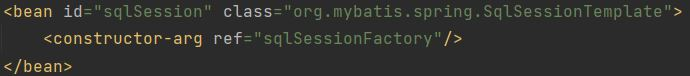 <bean id="sqlSession" class="org.mybatis.spring.SqlSessionTemplate">
    <constructor-arg ref="sqlSessionFactory"/>
</bean>